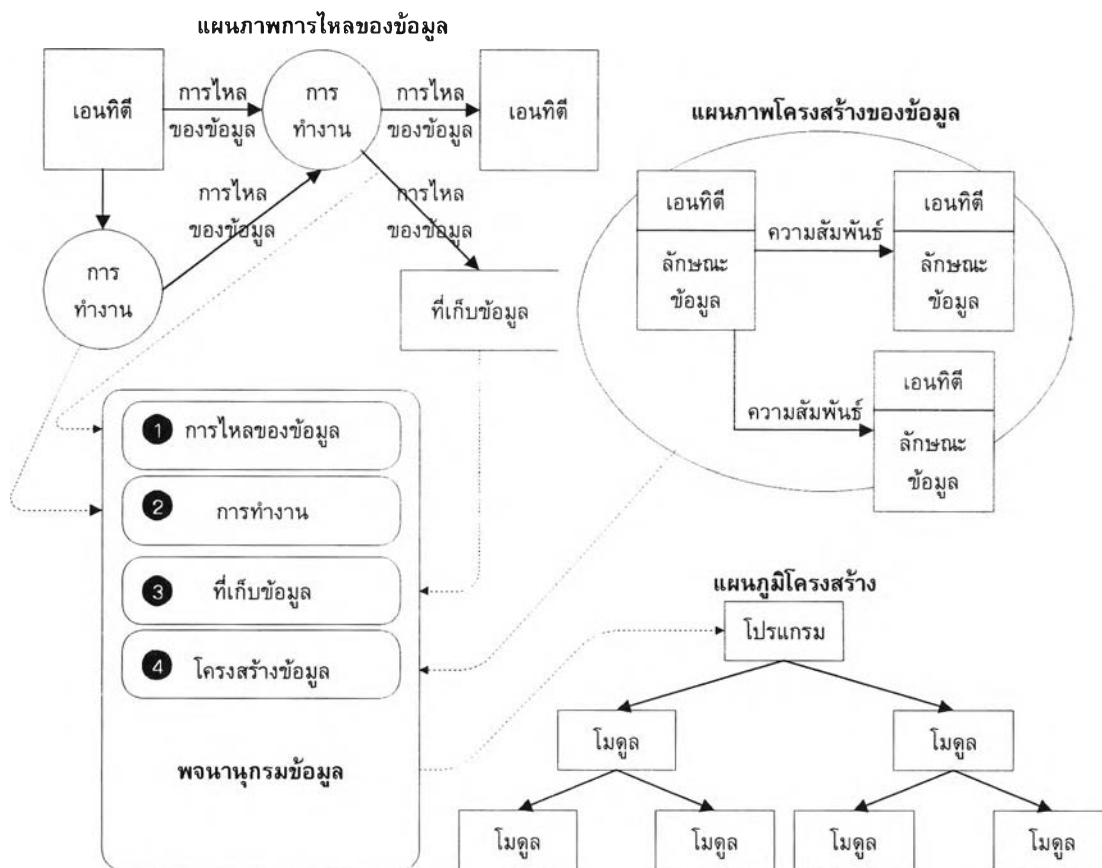 แผนภาพการไหลของข้อมูล
เอนทิตี
การไหล
ของข้อมูล
การ
ทำงาน
การไหล
ของข้อมูล
เอนทิตี
การไหล
ของข้อมูล
การไหล
ของข้อมูล
การ
ทำงาน
ที่เก็บข้อมูล
แผนภาพโครงสร้างของข้อมูล
เอนทิตี
ลักษณะ
ข้อมูล
ความสัมพันธ์
เอนทิตี
ลักษณะ
ข้อมูล
ความสัมพันธ์
เอนทิตี
ลักษณะ
ข้อมูล
1 การไหลของข้อมูล
2 การทำงาน
3 ที่เก็บข้อมูล
4 โครงสร้างข้อมูล
พจนานุกรมข้อมูล
แผนภูมิโครงสร้าง
โปรแกรม
โมดูล
โมดูล
โมดูล
โมดูล
โมดูล
โมดูล